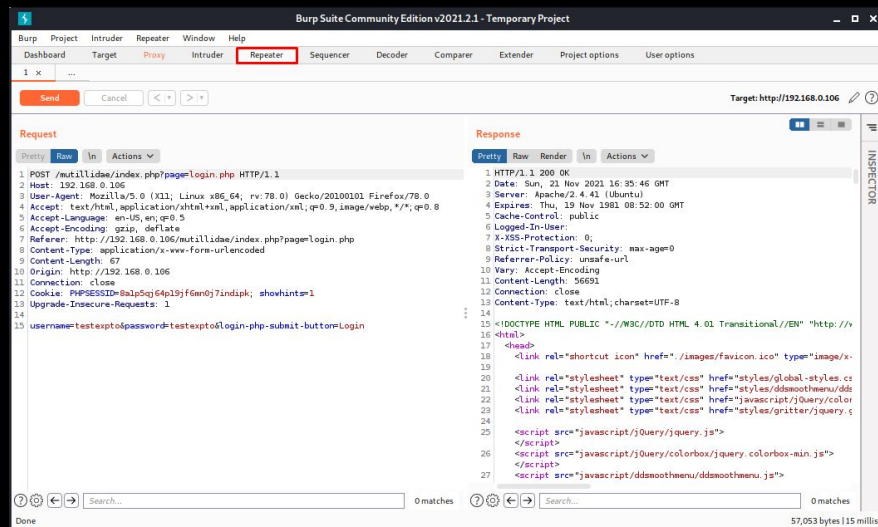 Burp Suite Community Edition v2021.2.1 - Temporary Project
Burp Project Intruder Repeater Window Help
Dashboard Target Proxy Intruder Repeater Sequencer Decoder Comparer Extender Project options User options
1 × ...
Send Cancel < > Target: http://192.168.0.106
Request
Pretty Raw \n Actions
1 POST /mutillidae/index.php?page=login.php HTTP/1.1
2 Host: 192.168.0.106
3 User-Agent: Mozilla/5.0 (X11; Linux x86_64; rv:78.0) Gecko/20100101 Firefox/78.0
4 Accept: text/html,application/xhtml+xml,application/xml;q=0.9,image/webp,*/*;q=0.8
5 Accept-Language: en-US,en;q=0.5
6 Accept-Encoding: gzip, deflate
7 Referer: http://192.168.0.106/mutillidae/index.php?page=login.php
8 Content-Type: application/x-www-form-urlencoded
9 Content-Length: 67
10 Origin: http://192.168.0.106
11 Connection: close
12 Cookie: PHPSESSID=8a1p5qj64p19jf6mn0j7indipk; showhints=1
13 Upgrade-Insecure-Requests: 1
14
15 username=testexpto&password=testexpto&login-php-submit-button=Login
Search... 0 matches
Response
Pretty Raw Render \n Actions
1 HTTP/1.1 200 OK
2 Date: Sun, 21 Nov 2021 16:35:46 GMT
3 Server: Apache/2.4.41 (Ubuntu)
4 Expires: Thu, 19 Nov 1981 08:52:00 GMT
5 Cache-Control: public
6 Logged-In-User:
7 X-XSS-Protection: 0;
8 Strict-Transport-Security: max-age=0
9 Referrer-Policy: unsafe-url
10 Vary: Accept-Encoding
11 Content-Length: 56691
12 Connection: close
13 Content-Type: text/html;charset=UTF-8
14
15 <!DOCTYPE HTML PUBLIC "-//W3C//DTD HTML 4.01 Transitional//EN" "http://
16 <html>
17 <head>
18 <link rel="shortcut icon" href="./images/favicon.ico" type="image/x-
19
20 <link rel="stylesheet" type="text/css" href="styles/global-styles.cs
21 <link rel="stylesheet" type="text/css" href="styles/ddsmoothmenu/dds
22 <link rel="stylesheet" type="text/css" href="javascript/jQuery/color
23 <link rel="stylesheet" type="text/css" href="styles/gritter/jquery.g
24
25 <script src="javascript/jQuery/jquery.js">
</script>
26 <script src="javascript/jQuery/colorbox/jquery.colorbox-min.js">
</script>
27 <script src="javascript/ddsmoothmenu/ddsmoothmenu.js">
Search... 0 matches
INSPECTOR
Done 57,053 bytes | 15 millis